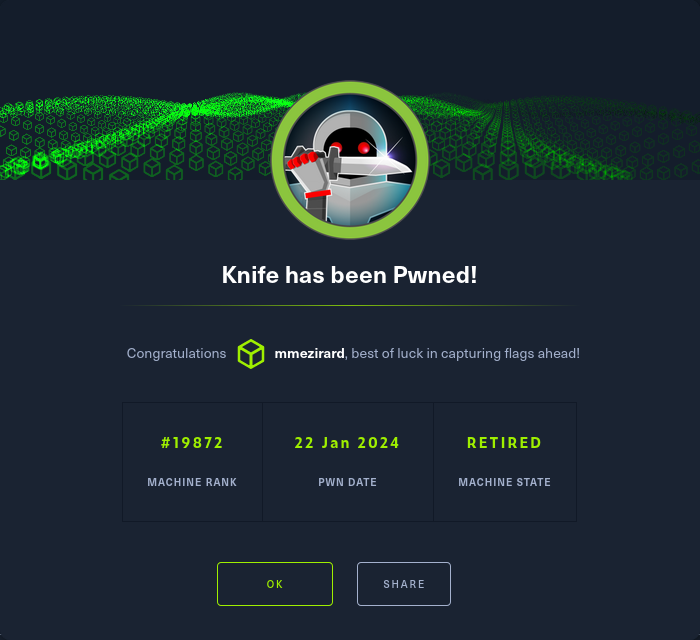 Knife has been Pwned!
Congratulations mmezirard, best of luck in capturing flags ahead!
#19872
MACHINE RANK
22 Jan 2024
PWN DATE
RETIRED
MACHINE STATE
OK
SHARE